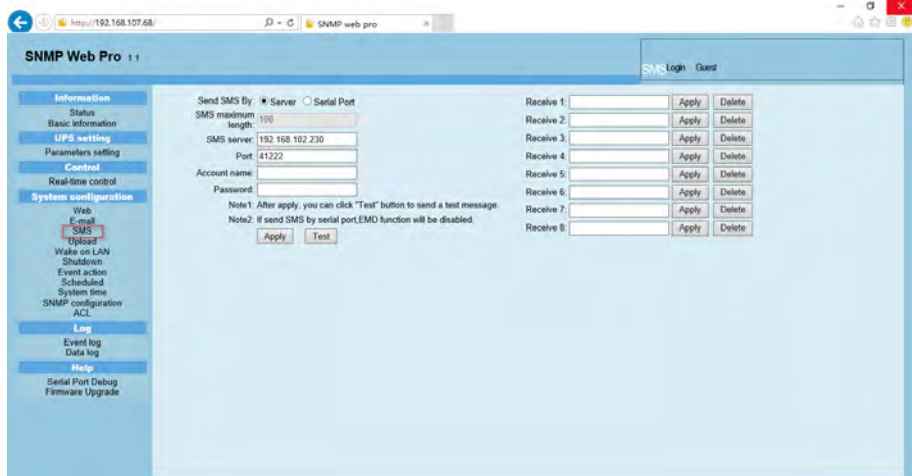 http://192.168.107.68/
SNMP web pro
SNMP Web Pro 1.1
SMS Login Guest
Information
Status
Basic information
UPS setting
Parameters setting
Control
Real-time control
System configuration
Web
E-mail
SMS
Upload
Wake on LAN
Shutdown
Event action
Scheduled
System time
SNMP configuration
ACL
Log
Event log
Data log
Help
Serial Port Debug
Firmware Upgrade
Send SMS By: Server Serial Port
SMS maximum
length: 100
SMS server: 192.168.102.230
Port: 41222
Account name:
Password:
Note1: After apply, you can click "Test" button to send a test message.
Note2: If send SMS by serial port,EMD function will be disabled.
Apply Test
Receive 1: Apply Delete
Receive 2: Apply Delete
Receive 3: Apply Delete
Receive 4: Apply Delete
Receive 5: Apply Delete
Receive 6: Apply Delete
Receive 7: Apply Delete
Receive 8: Apply Delete